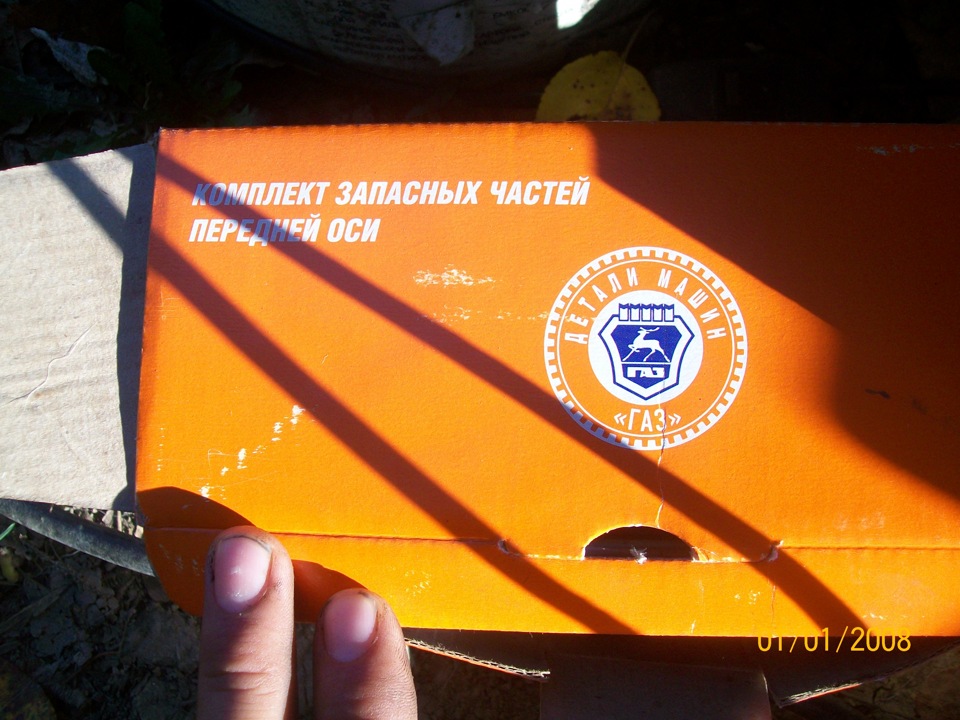 КОМПЛЕКТ ЗАПАСНЫХ ЧАСТЕЙ
ПЕРЕДНЕЙ ОСИ
ДЕТАЛИ МАШИН
ГАЗ
«ГАЗ»
01/01/2008